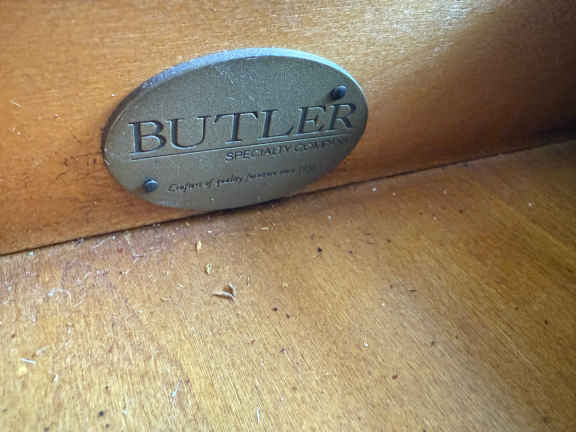 BUTLER
SPECIALTY COMPANY
Crafters of quality furniture since